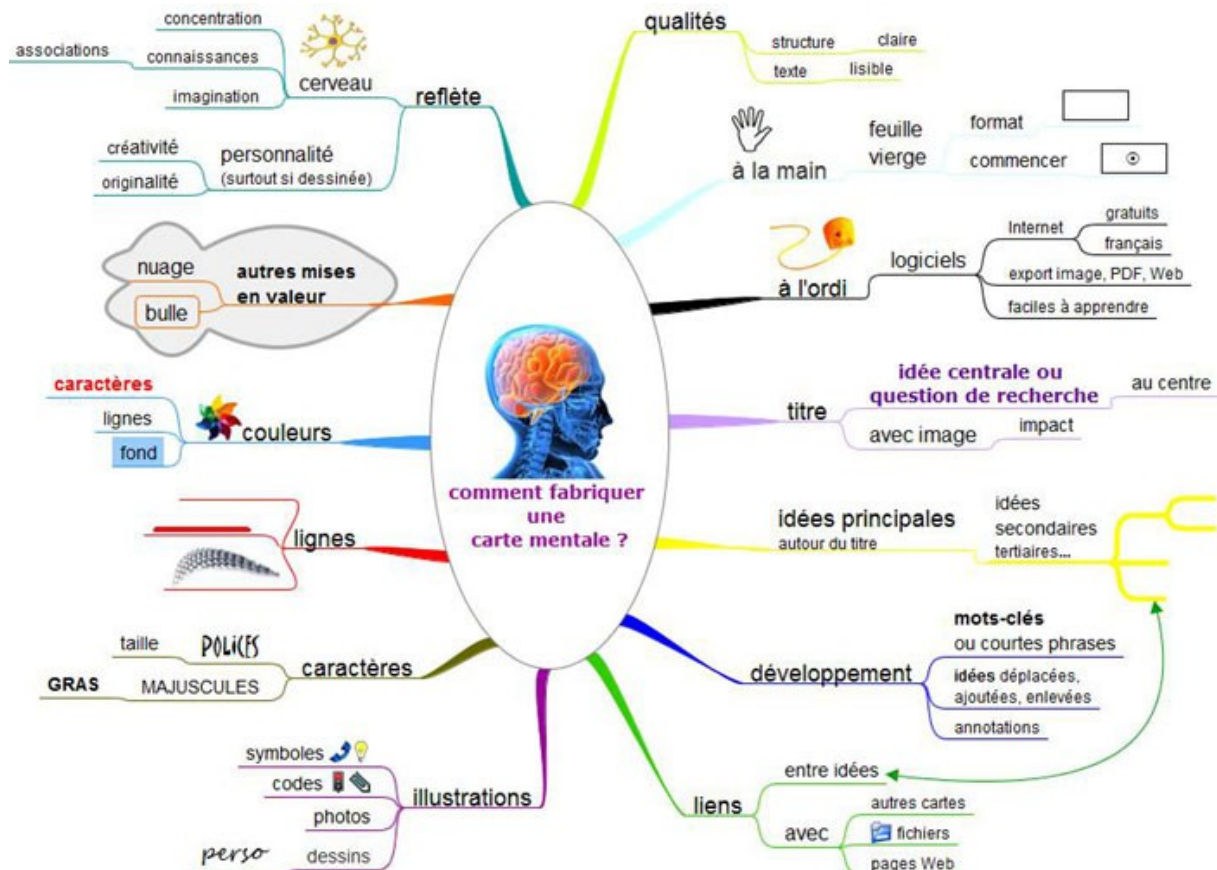 comment fabriquer
une
carte mentale ?
qualités
structure
claire
texte
lisible
à la main
feuille
vierge
format
commencer
à l'ordi
logiciels
Internet
gratuits
français
export image, PDF, Web
faciles à apprendre
titre
idée centrale ou
question de recherche
au centre
avec image
impact
idées principales
autour du titre
idées
secondaires
tertiaires...
développement
mots-clés
ou courtes phrases
idées déplacées,
ajoutées, enlevées
annotations
liens
entre idées
avec
autres cartes
fichiers
pages Web
illustrations
symboles
codes
photos
dessins
perso
caractères
POLICES
taille
MAJUSCULES
GRAS
lignes
couleurs
caractères
lignes
fond
autres mises
en valeur
nuage
bulle
reflète
cerveau
concentration
connaissances
associations
imagination
personnalité
(surtout si dessinée)
créativité
originalité